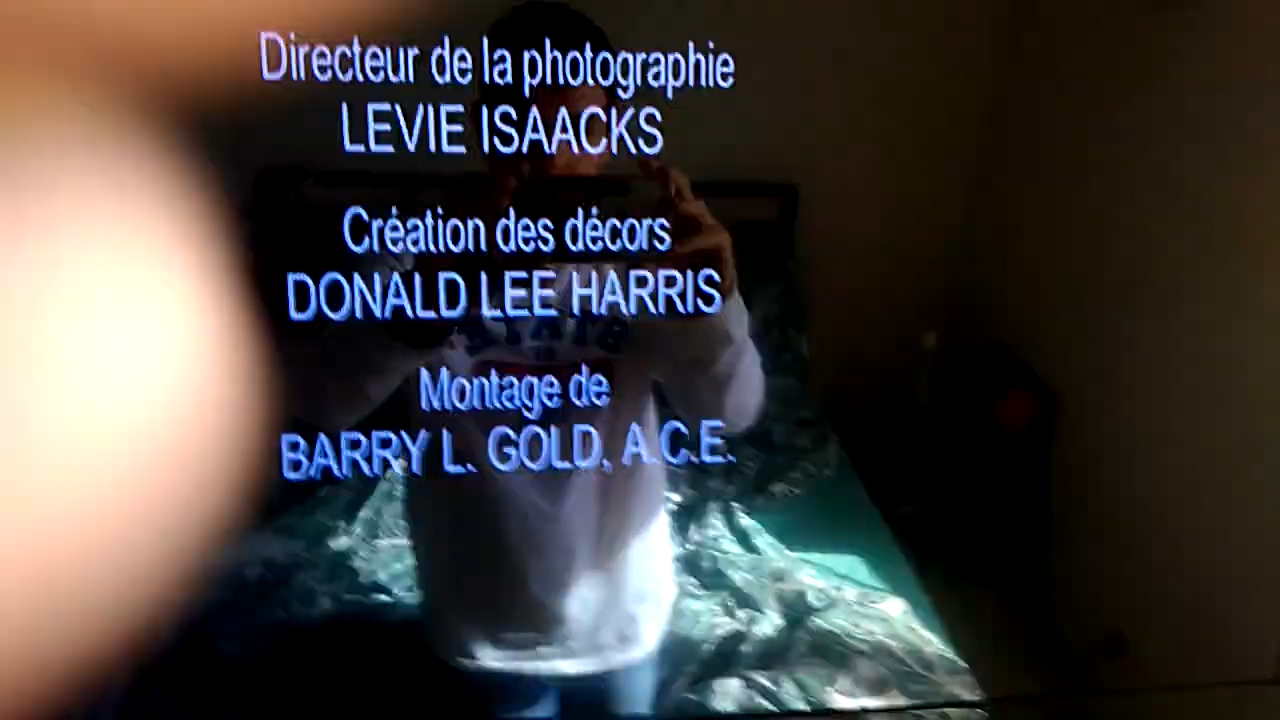 Directeur de la photographie
LEVIE ISAACKS
Création des décors
DONALD LEE HARRIS
Montage de
BARRY L. GOLD, A.C.E.